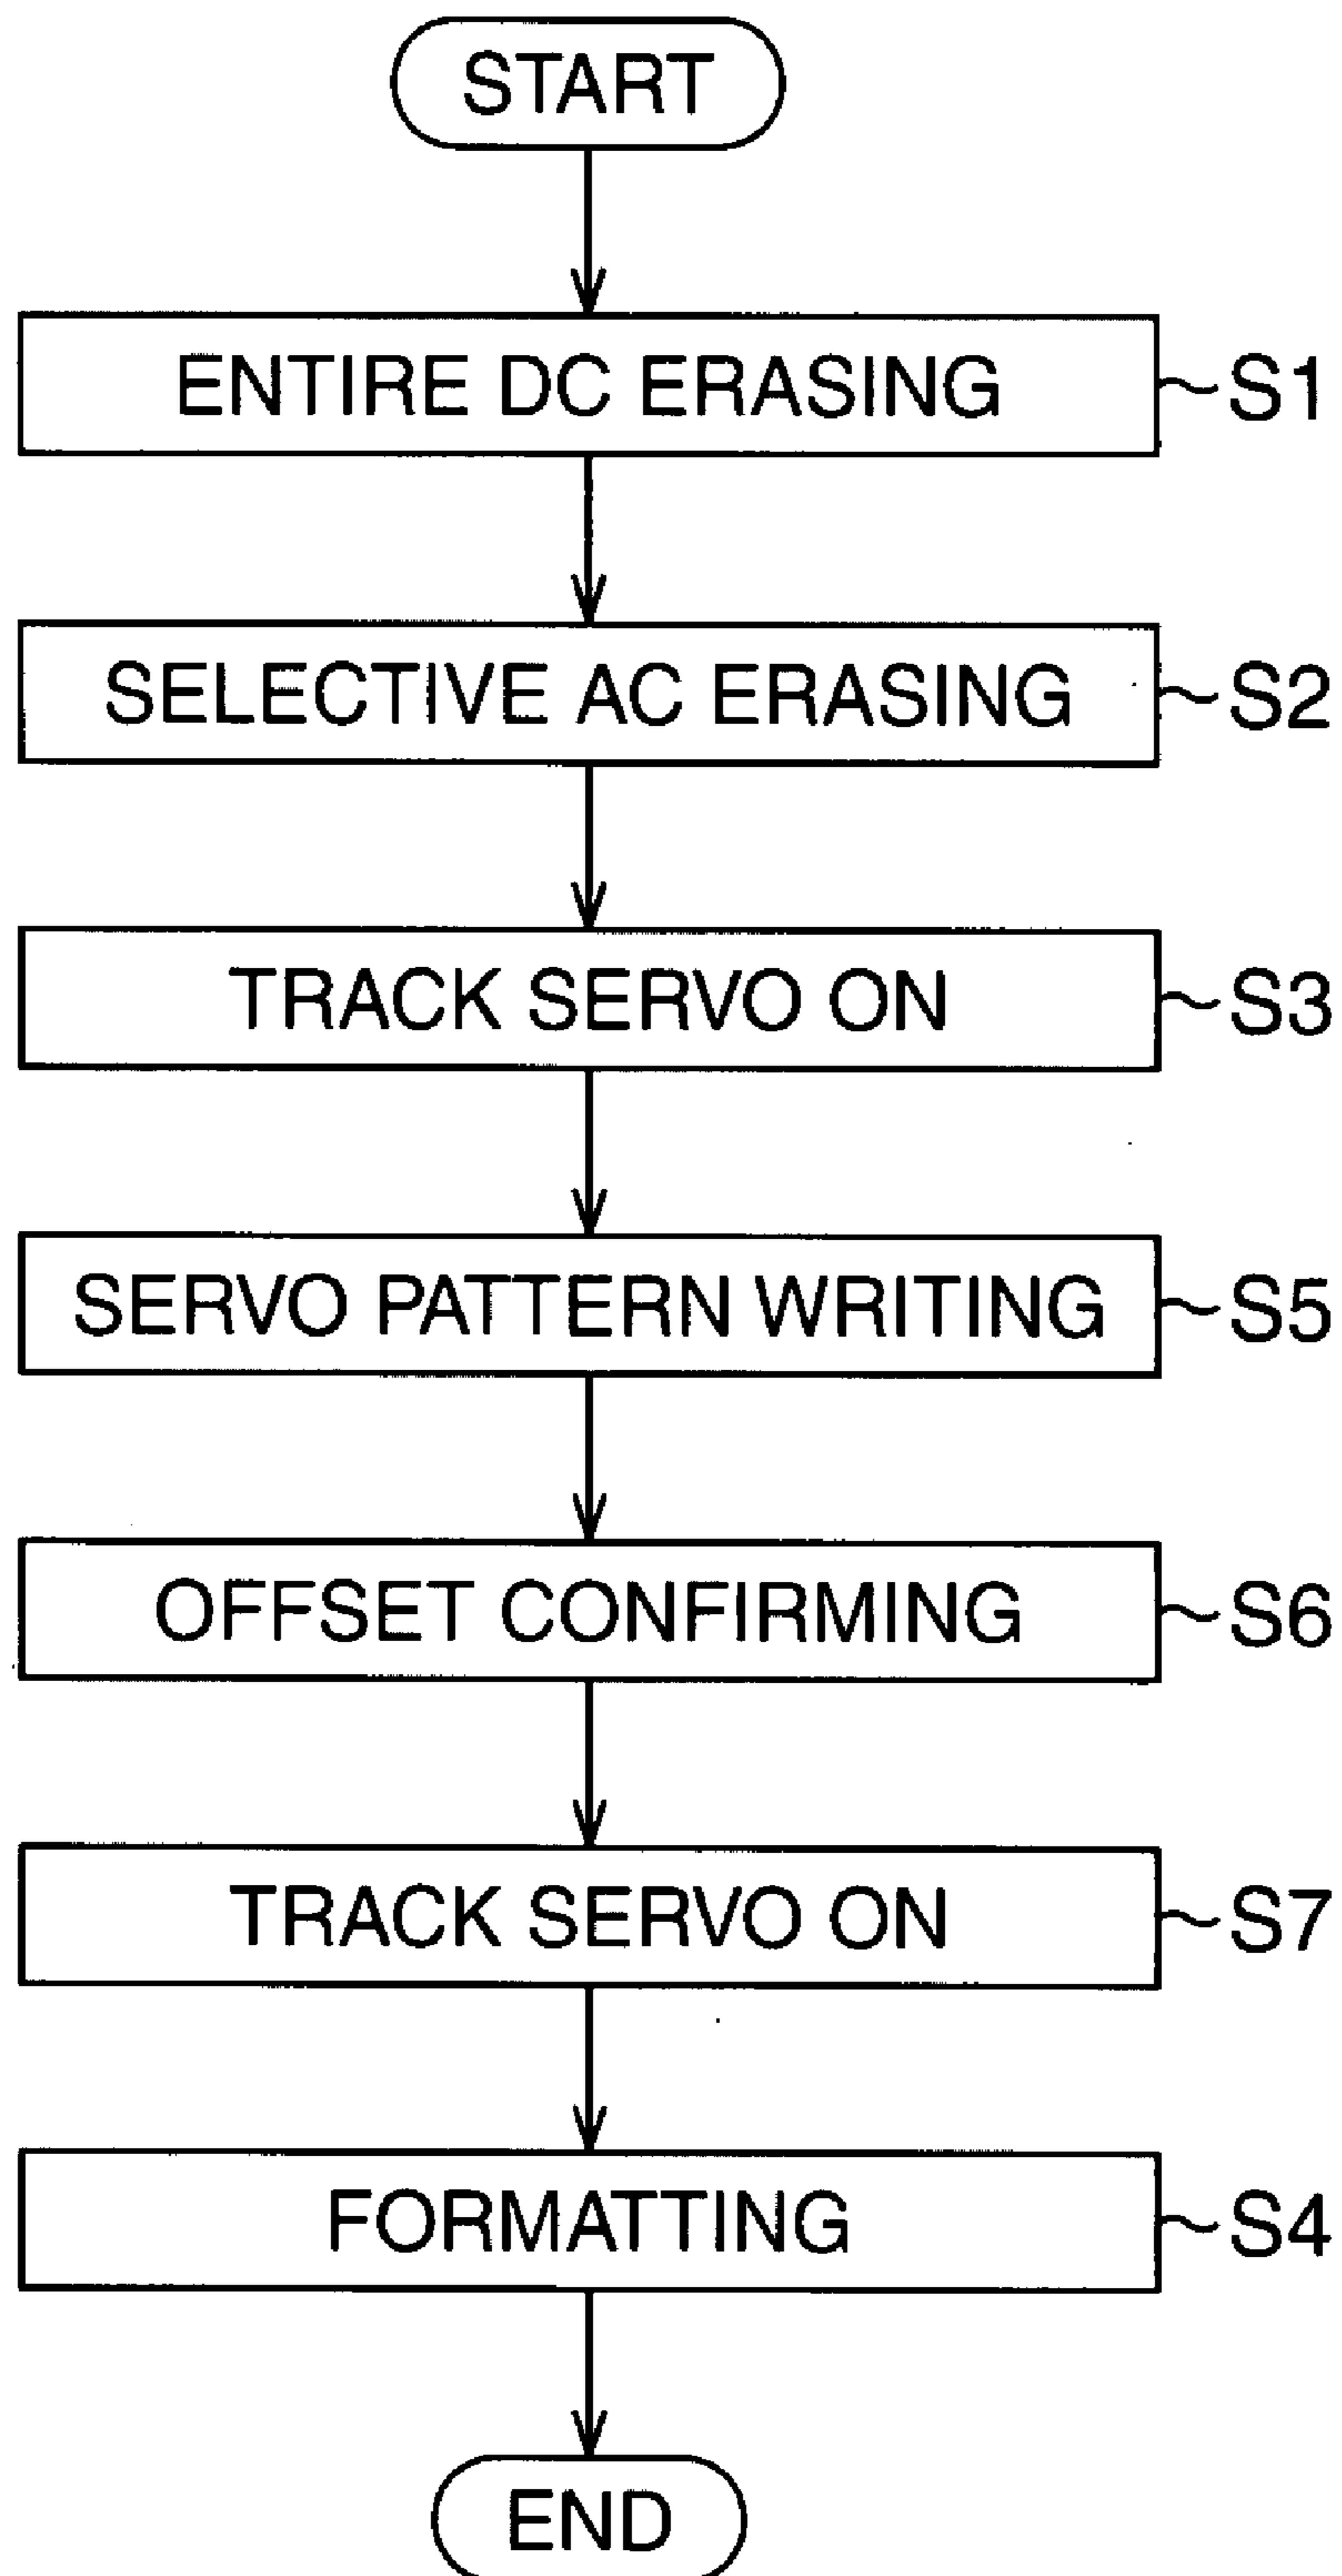 START
ENTIRE DC ERASING S1
SELECTIVE AC ERASING S2
TRACK SERVO ON S3
SERVO PATTERN WRITING S5
OFFSET CONFIRMING S6
TRACK SERVO ON S7
FORMATTING S4
END